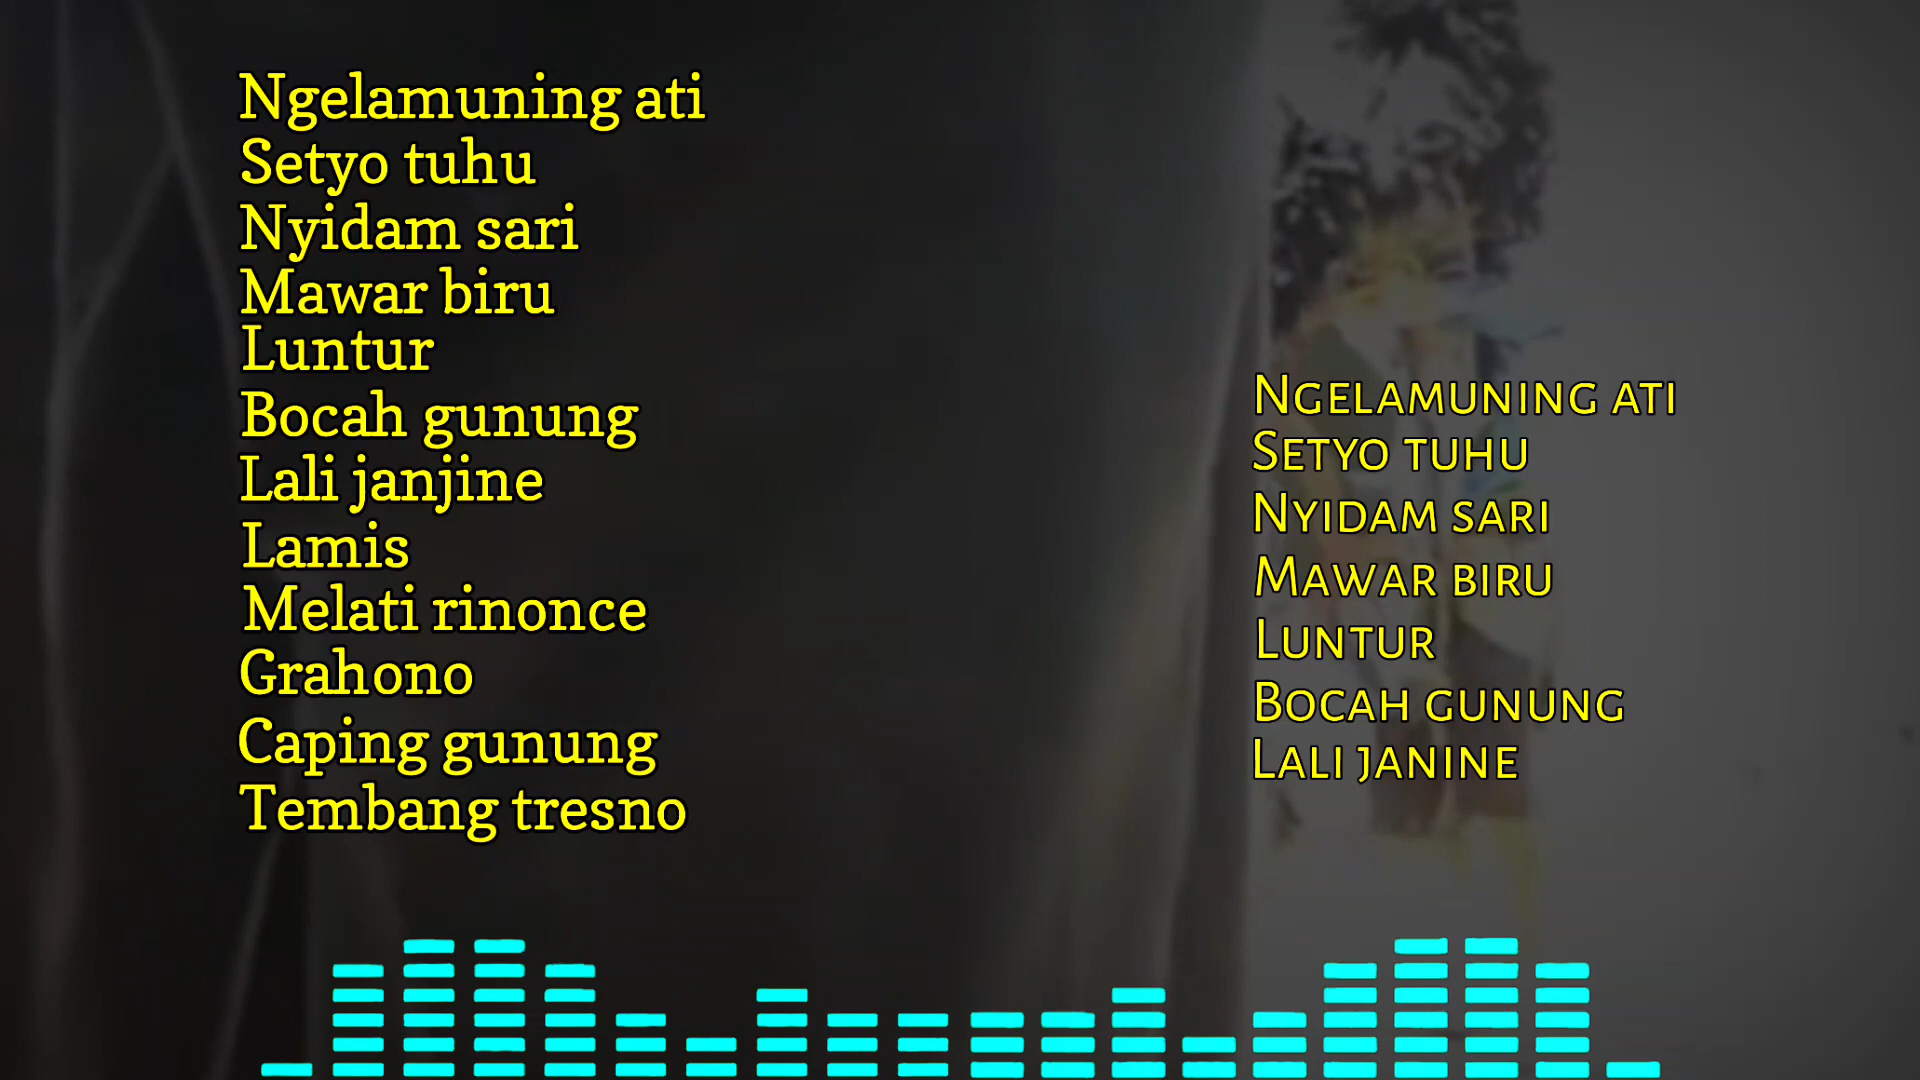 Ngelamuning ati
Setyo tuhu
Nyidam sari
Mawar biru
Luntur
Bocah gunung
Lali janjine
Lamis
Melati rinonce
Grahono
Caping gunung
Tembang tresno
Ngelamuning ati
Setyo tuhu
Nyidam sari
Mawar biru
Luntur
Bocah gunung
Lali janine